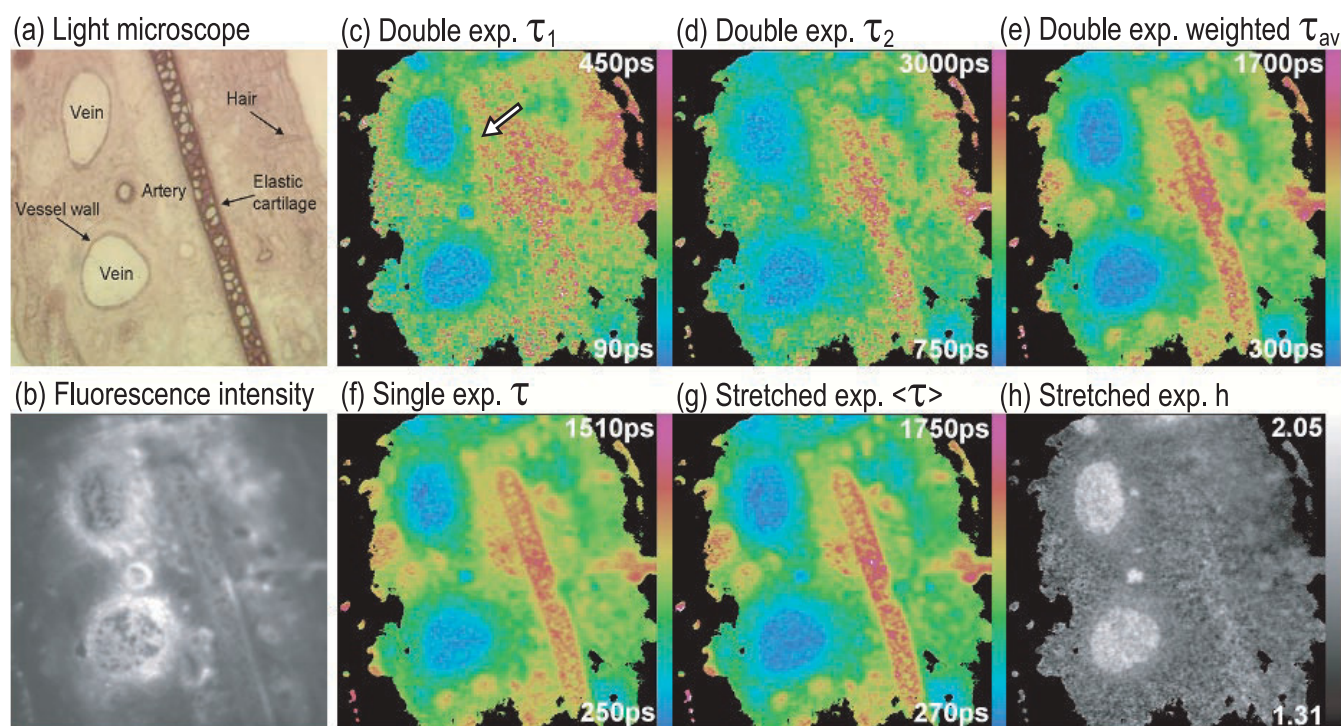 (a) Light microscope
Vein
Hair
Artery
Elastic
cartilage
Vessel wall
Vein
(b) Fluorescence intensity
(c) Double exp. τ1
450ps
90ps
(d) Double exp. τ2
3000ps
750ps
(e) Double exp. weighted τav
1700ps
300ps
(f) Single exp. τ
1510ps
250ps
(g) Stretched exp. <τ>
1750ps
270ps
(h) Stretched exp. h
2.05
1.31